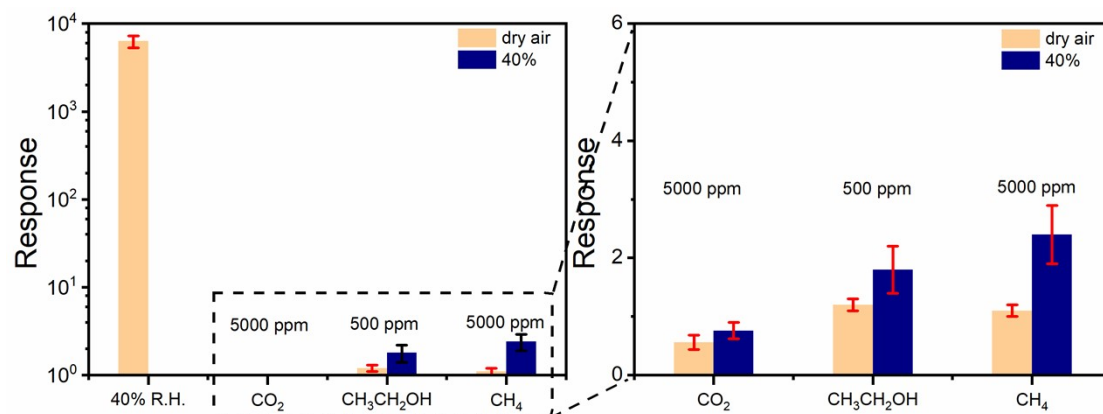 Response
10⁴
10³
10²
10¹
10⁰
dry air
40%
5000 ppm
500 ppm
5000 ppm
40% R.H.
CO₂
CH₃CH₂OH
CH₄
Response
6
4
2
0
dry air
40%
5000 ppm
500 ppm
5000 ppm
CO₂
CH₃CH₂OH
CH₄